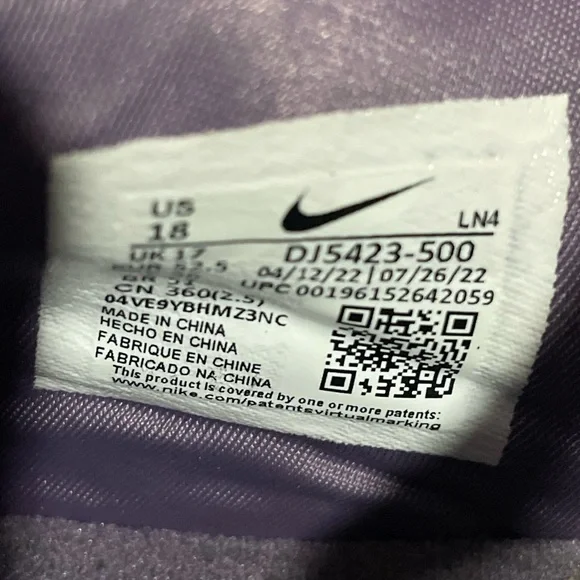 US
18
LN4
UK 17
DJ5423-500
04/12/22 | 07/26/22
UPC 00196152642059
CN 360(2.5)
04VE9YBHMZ3NC
MADE IN CHINA
HECHO EN CHINA
FABRIQUE EN CHINE
FABRICADO NA CHINA
This product is covered by one or more patents:
www.nike.com/patentsvirtualmarking